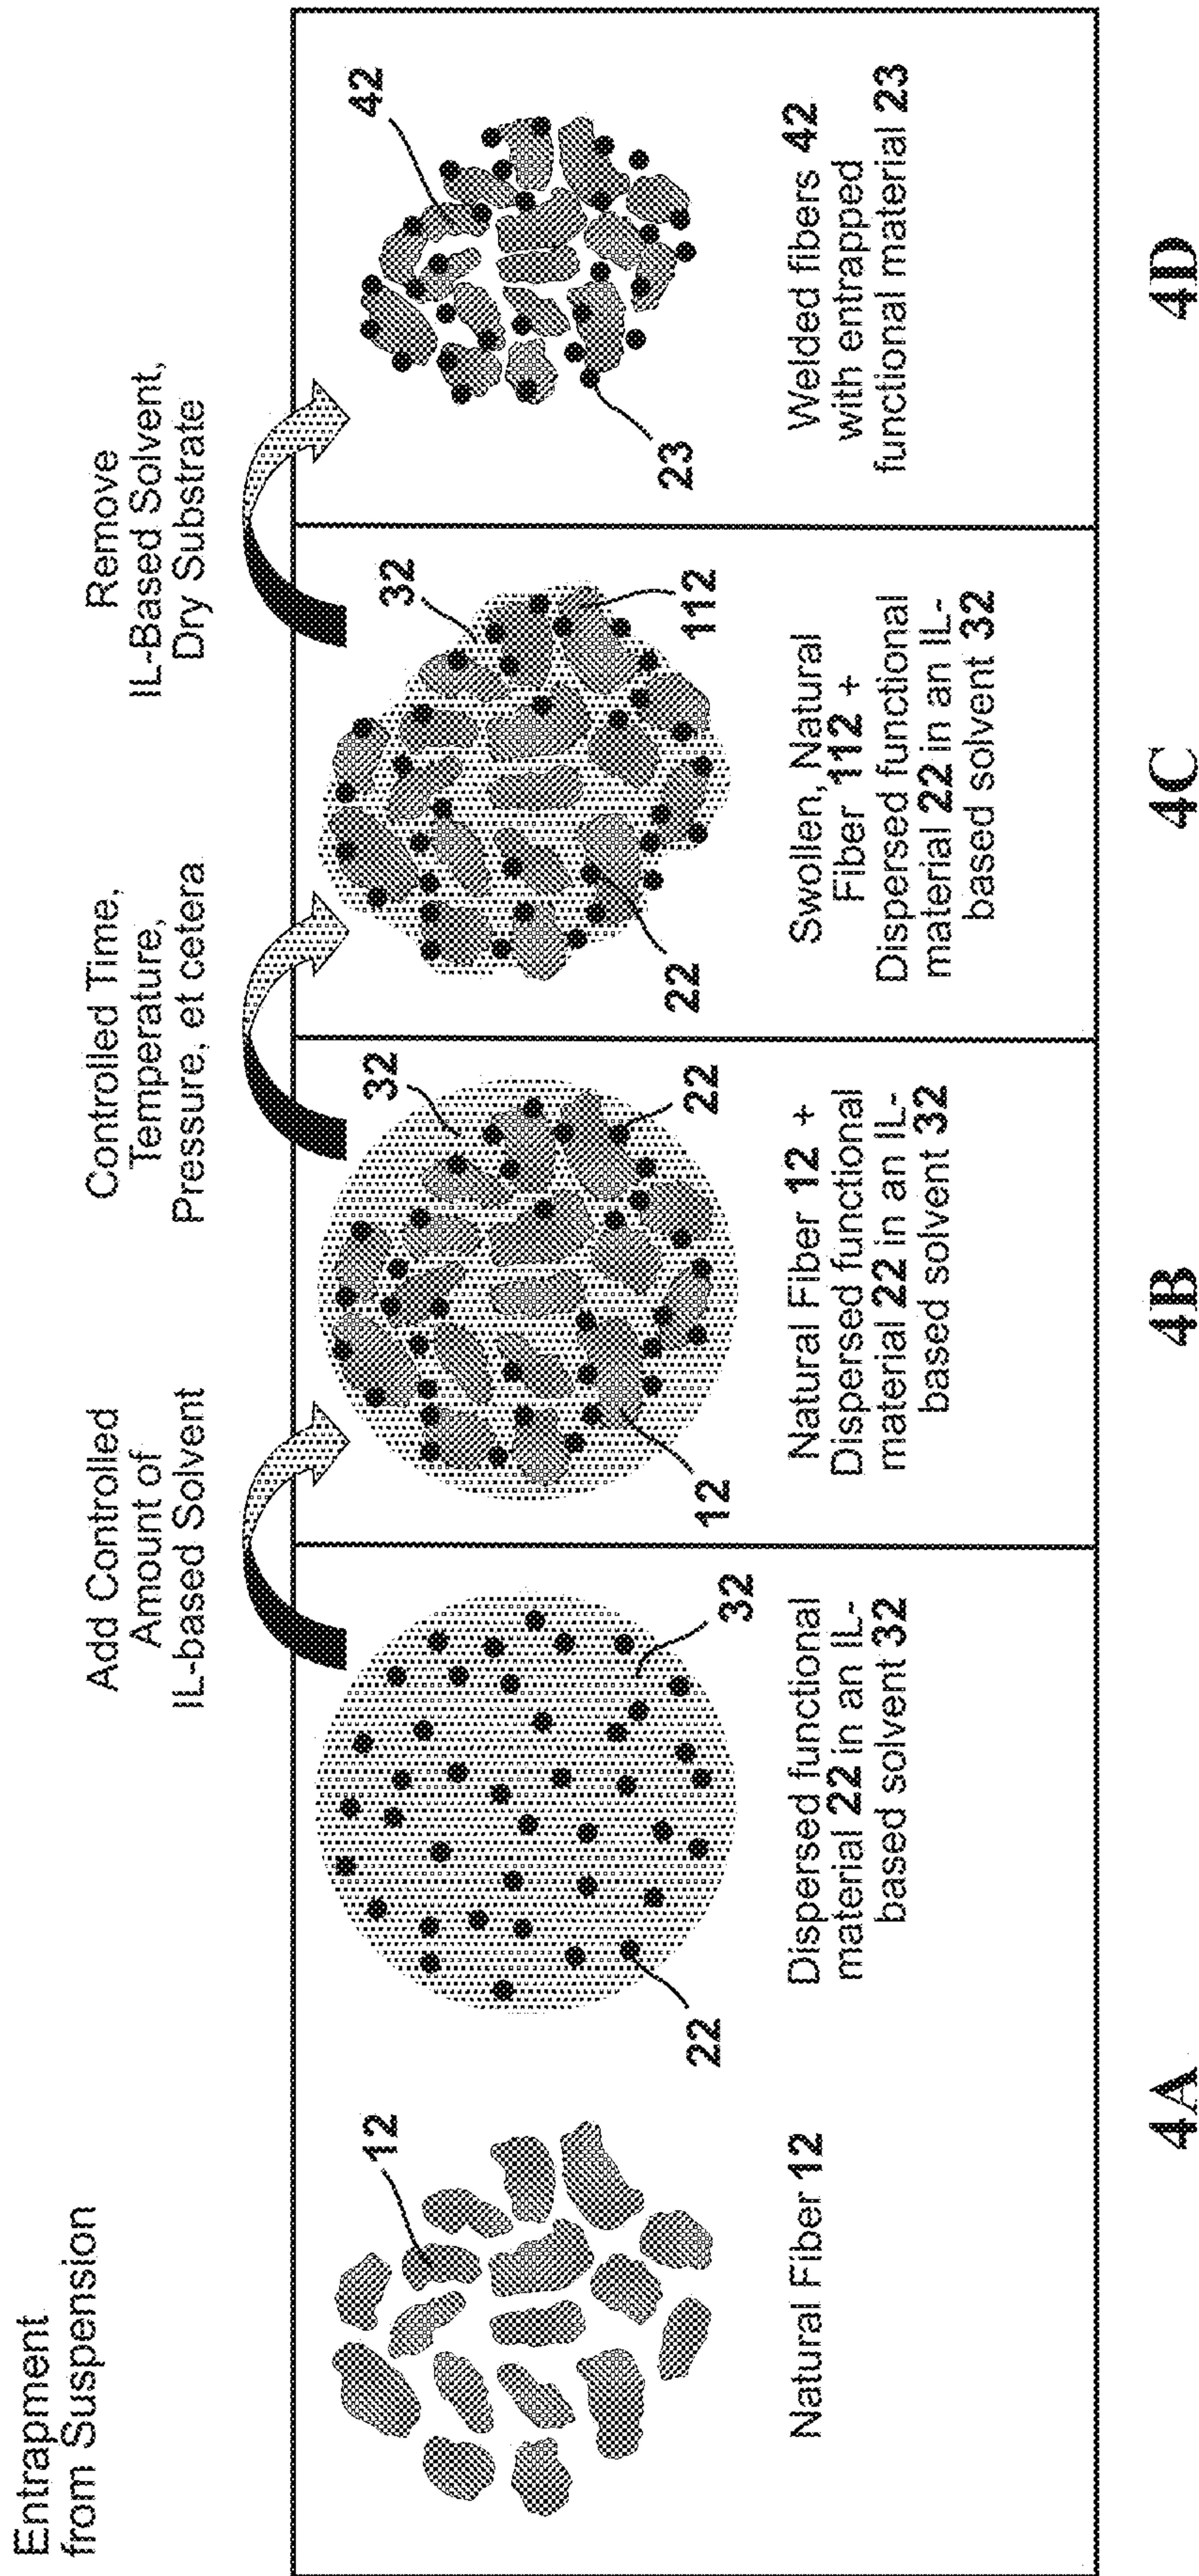 Entrapment
from Suspension
Add Controlled
Amount of
IL-based Solvent
Controlled Time,
Temperature,
Pressure, et cetera
Remove
IL-Based Solvent,
Dry Substrate
12
22
32
Natural Fiber 12
Dispersed functional
material 22 in an IL-
based solvent 32
12
32
22
Natural Fiber 12 +
Dispersed functional
material 22 in an IL-
based solvent 32
22
32
112
Swollen, Natural
Fiber 112 +
Dispersed functional
material 22 in an IL-
based solvent 32
23
42
Welded fibers 42
with entrapped
functional material 23
4A
4B
4C
4D